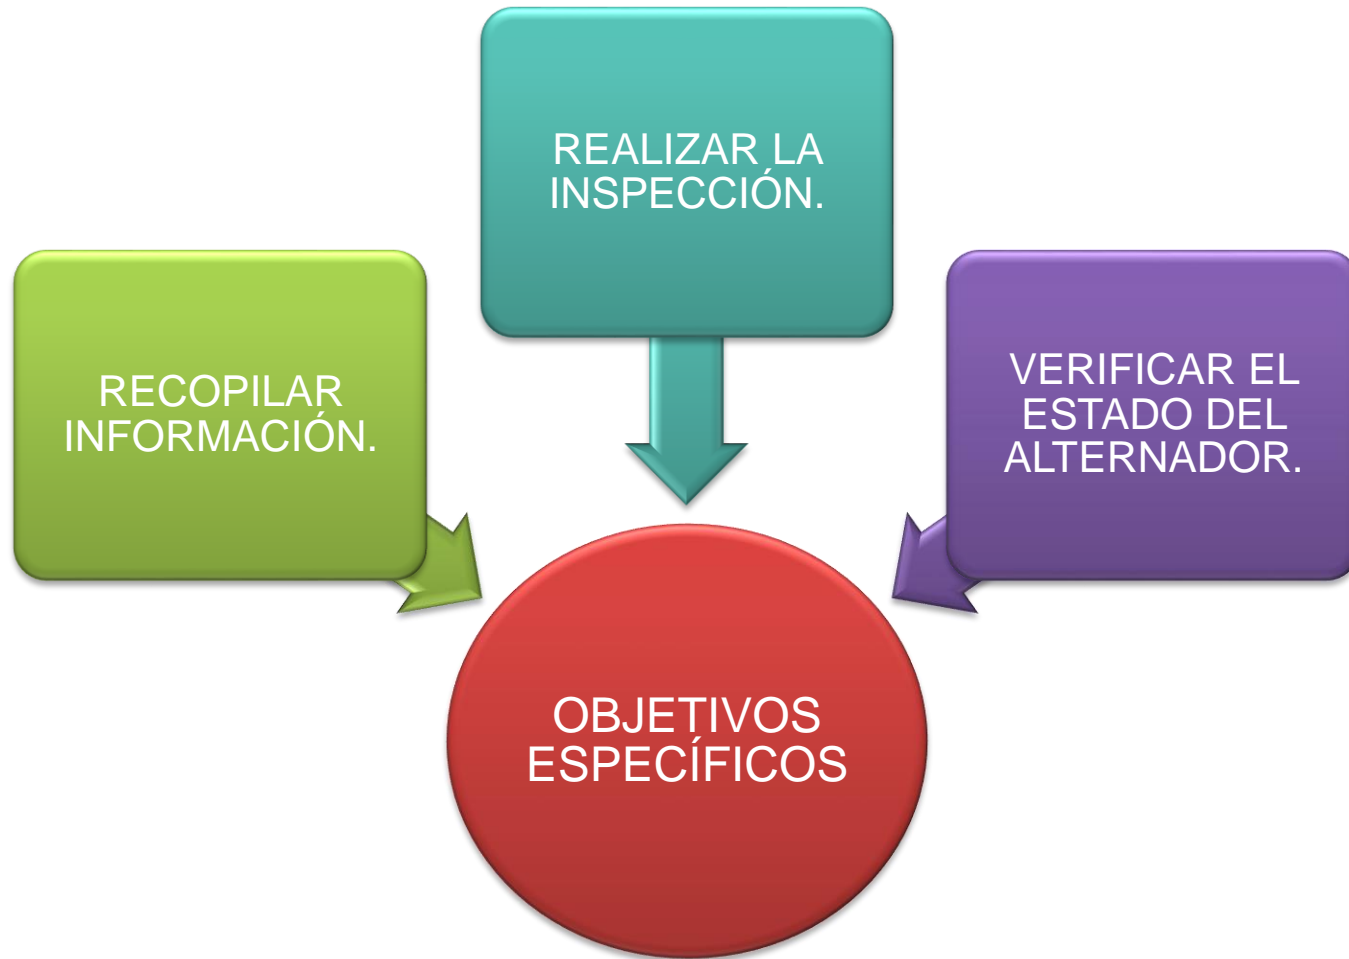 REALIZAR LA
INSPECCIÓN.
RECOPILAR
INFORMACIÓN.
VERIFICAR EL
ESTADO DEL
ALTERNADOR.
OBJETIVOS
ESPECÍFICOS